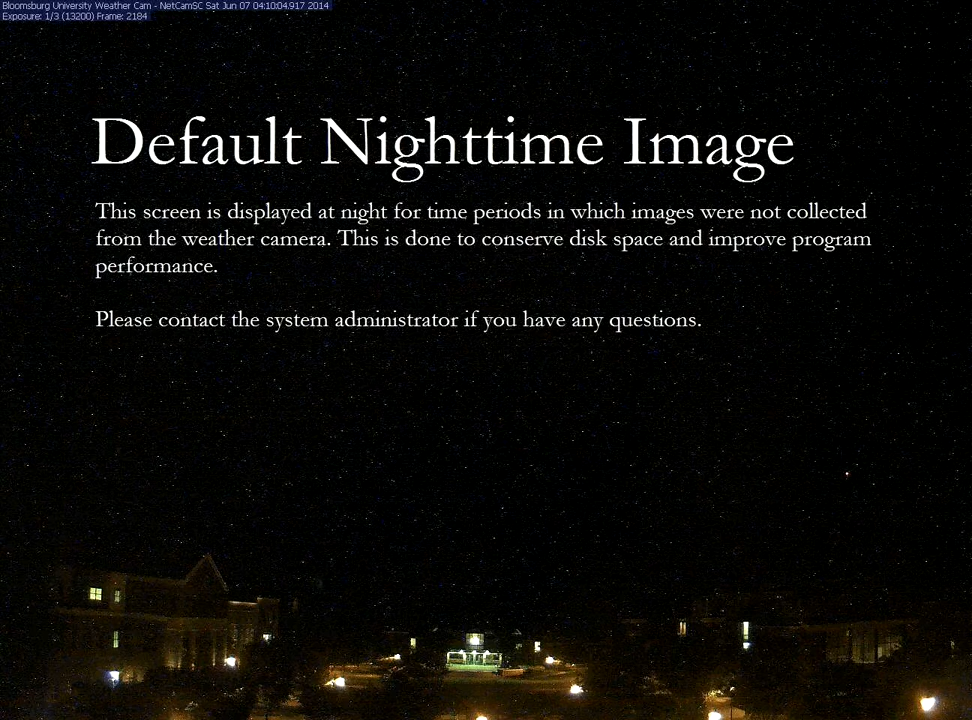 Bloomsburg University Weather Cam - NetCamSC Sat Jun 07 04:10:04.917 2014
Exposure: 1/3 (13200) Frame: 2184
Default Nighttime Image
This screen is displayed at night for time periods in which images were not collected
from the weather camera. This is done to conserve disk space and improve program
performance.
Please contact the system administrator if you have any questions.